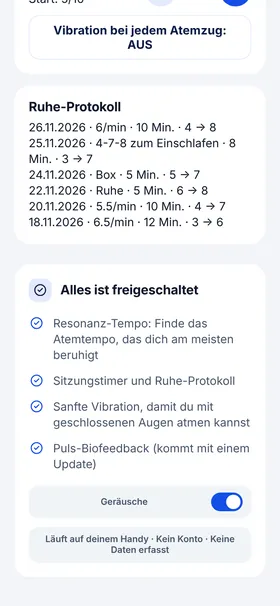 Start: 9/10
Vibration bei jedem Atemzug:
AUS
Ruhe-Protokoll
26.11.2026 · 6/min · 10 Min. · 4 → 8
25.11.2026 · 4-7-8 zum Einschlafen · 8
Min. · 3 → 7
24.11.2026 · Box · 5 Min. · 5 → 7
22.11.2026 · Ruhe · 5 Min. · 6 → 8
20.11.2026 · 5.5/min · 10 Min. · 4 → 7
18.11.2026 · 6.5/min · 12 Min. · 3 → 6
Alles ist freigeschaltet
Resonanz-Tempo: Finde das
Atemtempo, das dich am meisten
beruhigt
Sitzungstimer und Ruhe-Protokoll
Sanfte Vibration, damit du mit
geschlossenen Augen atmen kannst
Puls-Biofeedback (kommt mit einem
Update)
Geräusche
Läuft auf deinem Handy · Kein Konto · Keine
Daten erfasst